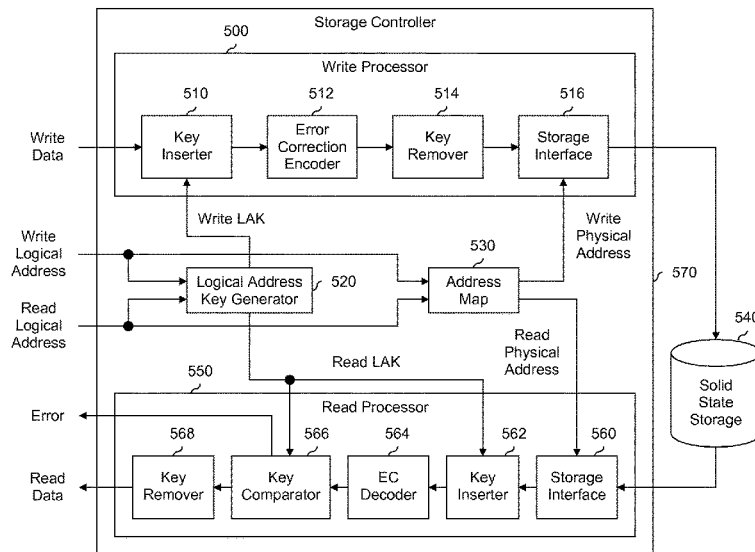 Storage Controller
500
Write Processor
510
512
514
516
Write
Data
Key
Inserter
Error
Correction
Encoder
Key
Remover
Storage
Interface
Write LAK
Write
Physical
Address
Write
Logical
Address
530
570
Logical Address
Key Generator
520
Address
Map
Read
Logical
Address
540
Read
Physical
Address
Solid
State
Storage
550
Read LAK
Read Processor
Error
568
566
564
562
560
Read
Data
Key
Remover
Key
Comparator
EC
Decoder
Key
Inserter
Storage
Interface